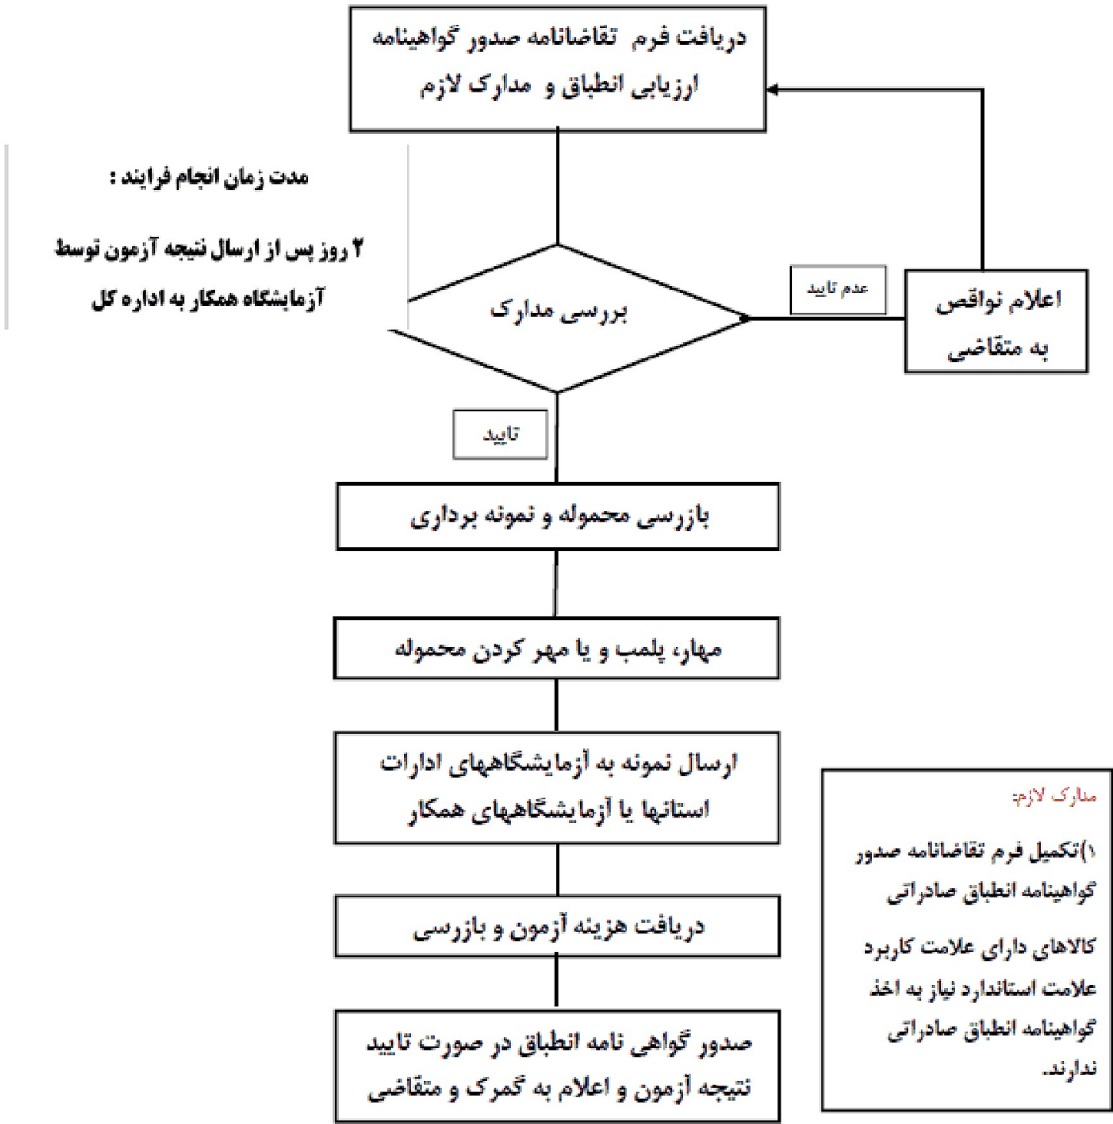 دریافت فرم تقاضانامه صدور گواهینامه
ارزیابی انطباق و مدارک لازم
مدت زمان انجام فرایند :
۲ روز پس از ارسال نتیجه آزمون توسط
آزمایشگاه همکار به اداره کل
بررسی مدارک
عدم تایید
اعلام نواقص
به متقاضی
تایید
بازرسی محموله و نمونه برداری
مهار، پلمب و یا مهر کردن محموله
ارسال نمونه به آزمایشگاههای ادارات
استانها یا آزمایشگاههای همکار
دریافت هزینه آزمون و بازرسی
صدور گواهی نامه انطباق در صورت تایید
نتیجه آزمون و اعلام به گمرک و متقاضی
مدارک لازم:
۱)تکمیل فرم تقاضانامه صدور
گواهینامه انطباق صادراتی
کالاهای دارای علامت کاربرد
علامت استاندارد نیاز به اخذ
گواهینامه انطباق صادراتی
ندارند.